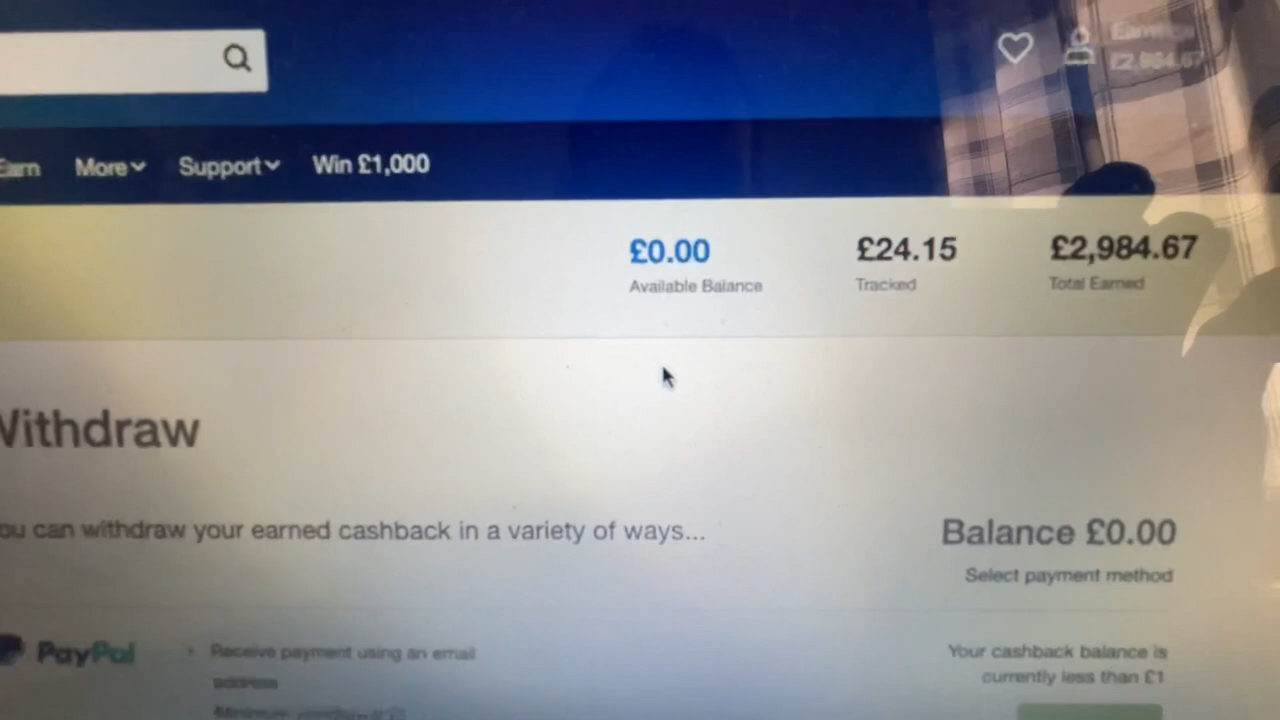 Earn More Support Win £1,000
£0.00 £24.15 £2,984.67
Available Balance Tracked Total Earned
Withdraw
ou can withdraw your earned cashback in a variety of ways...
Balance £0.00
Select payment method
PayPal
• Receive payment using an email
address
Your cashback balance is
currently less than £1